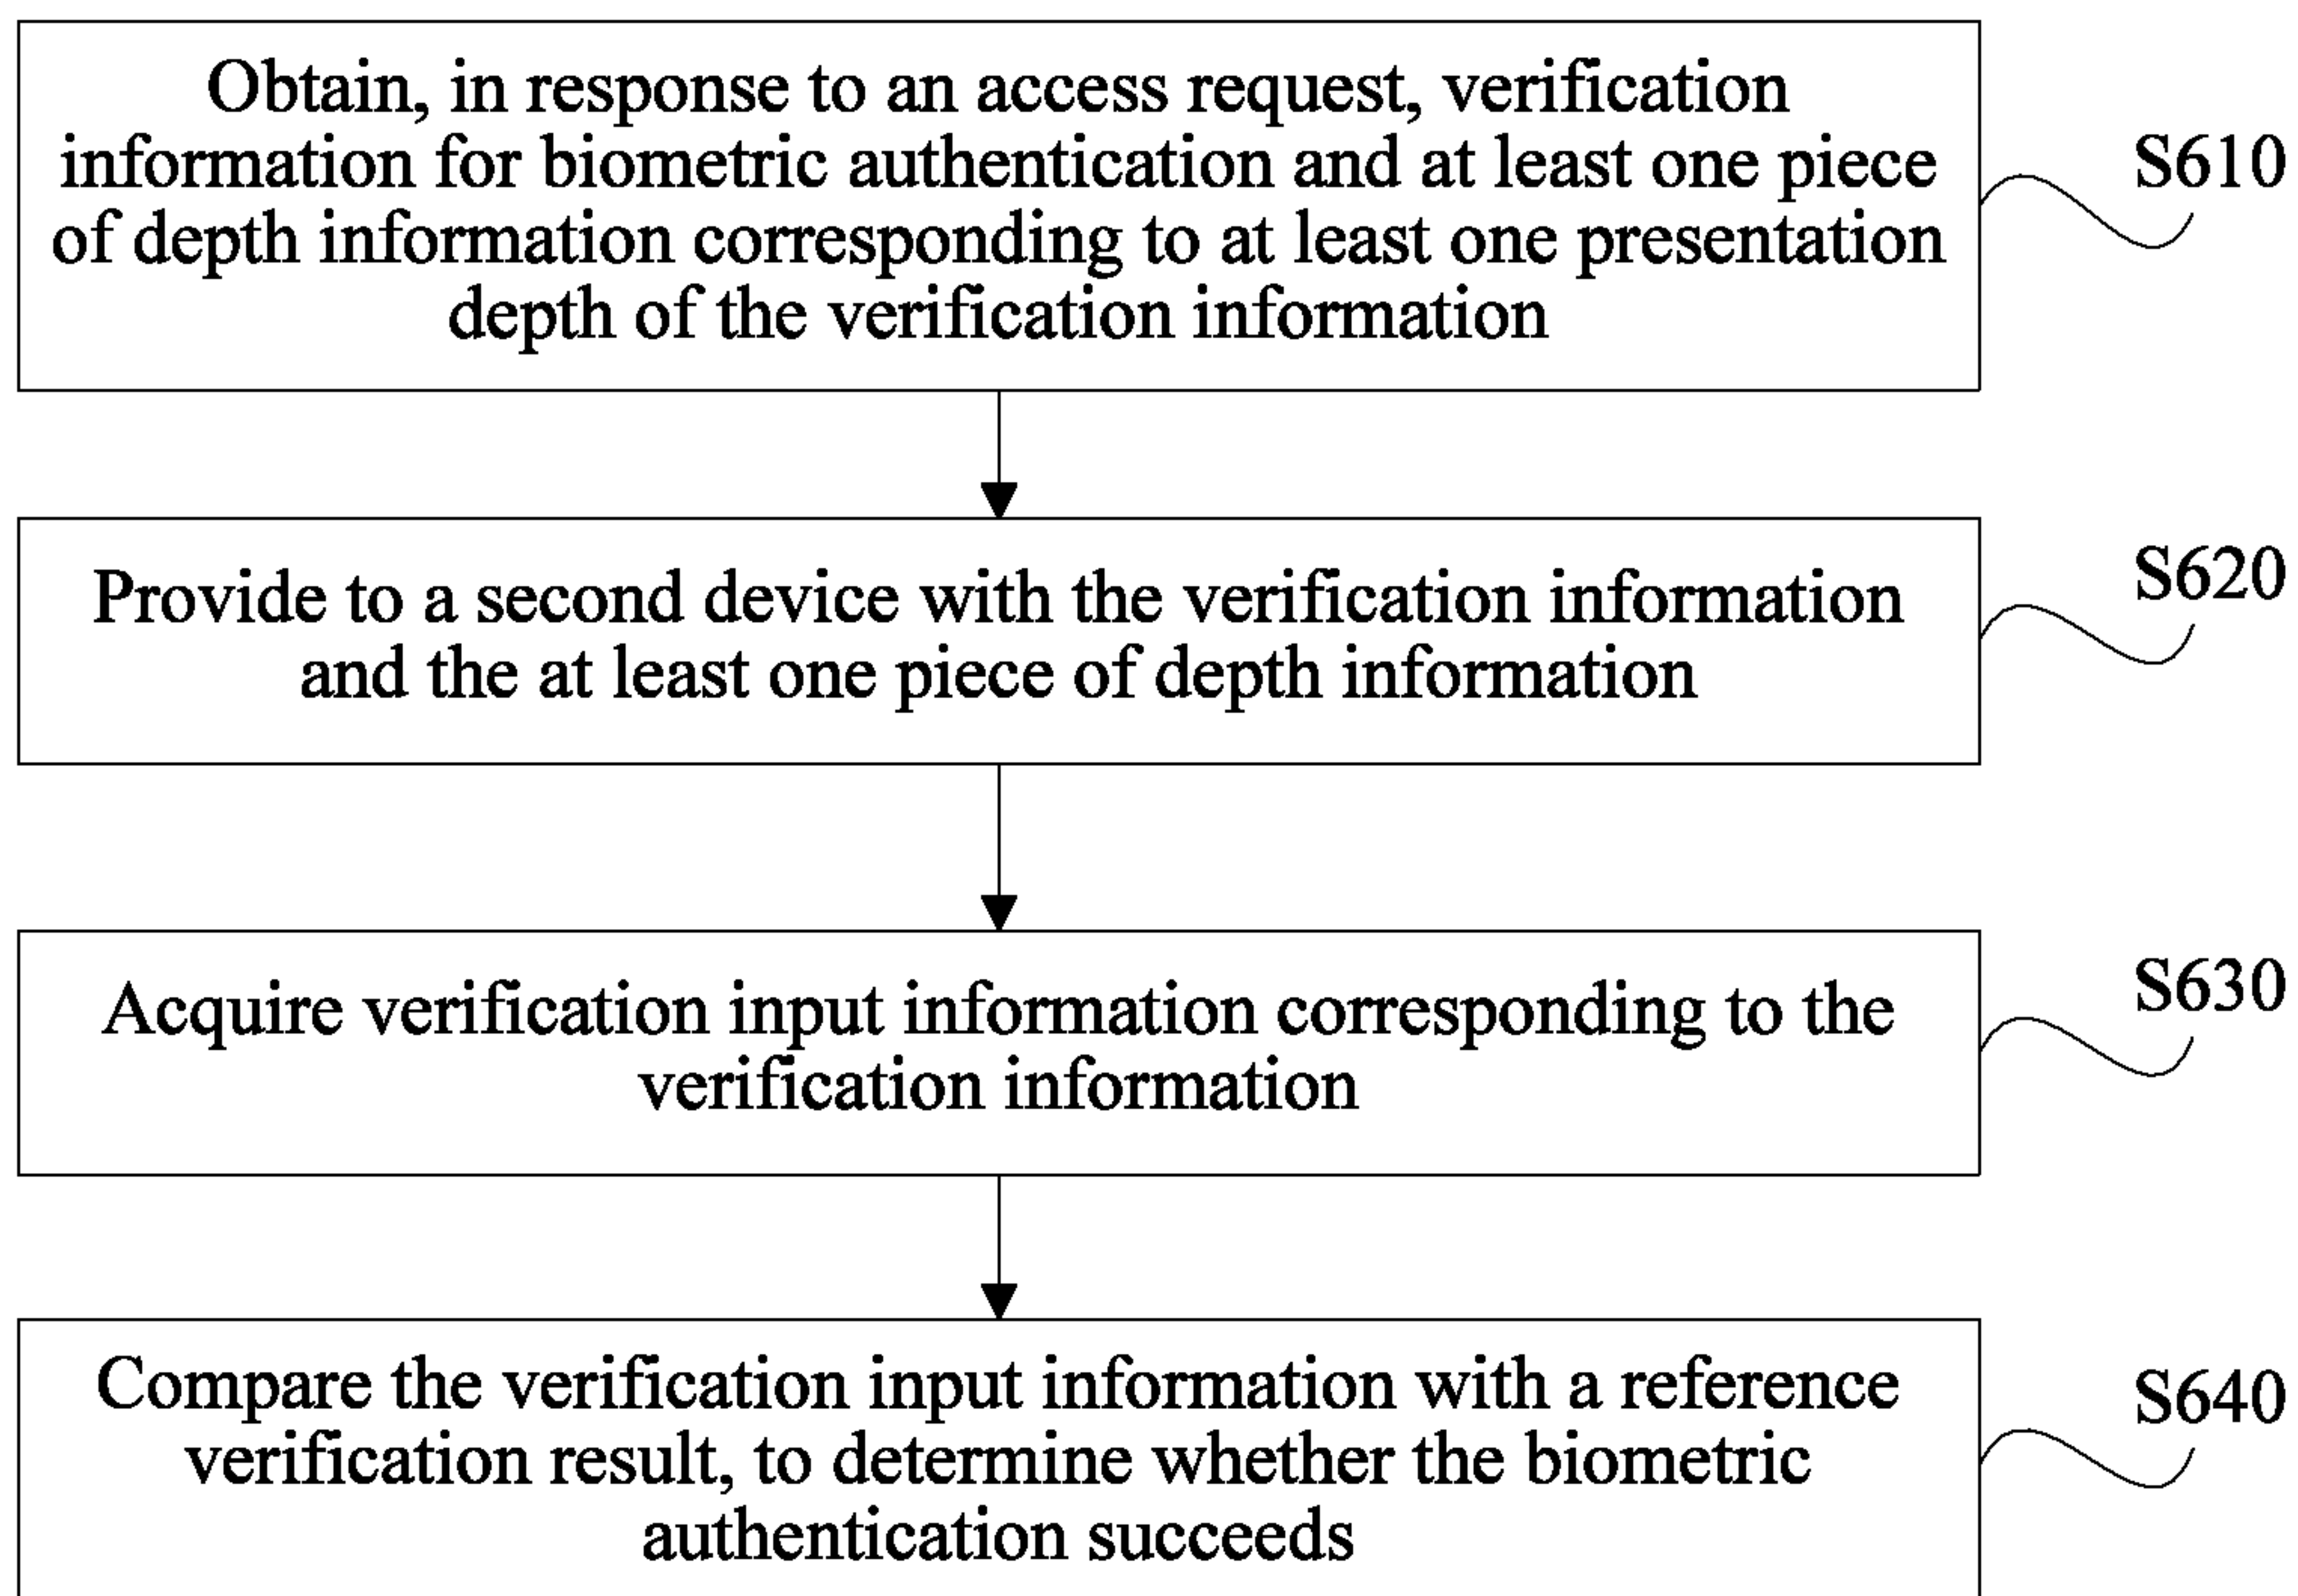 Obtain, in response to an access request, verification
information for biometric authentication and at least one piece
of depth information corresponding to at least one presentation
depth of the verification information
S610
Provide to a second device with the verification information
and the at least one piece of depth information
S620
Acquire verification input information corresponding to the
verification information
S630
Compare the verification input information with a reference
verification result, to determine whether the biometric
authentication succeeds
S640